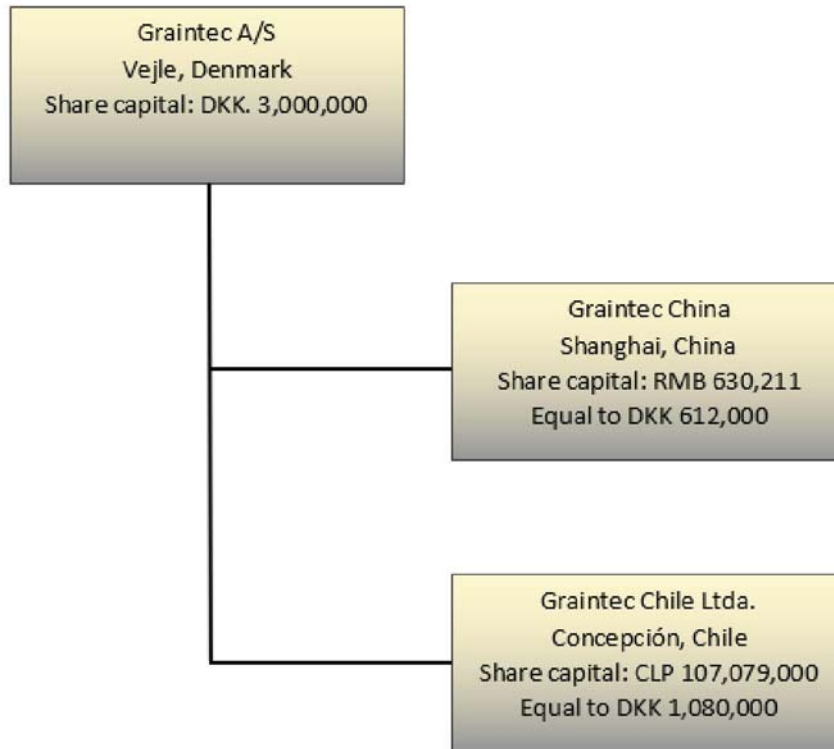 Graintec A/S
Vejle, Denmark
Share capital: DKK. 3,000,000
Graintec China
Shanghai, China
Share capital: RMB 630,211
Equal to DKK 612,000
Graintec Chile Ltda.
Concepción, Chile
Share capital: CLP 107,079,000
Equal to DKK 1,080,000